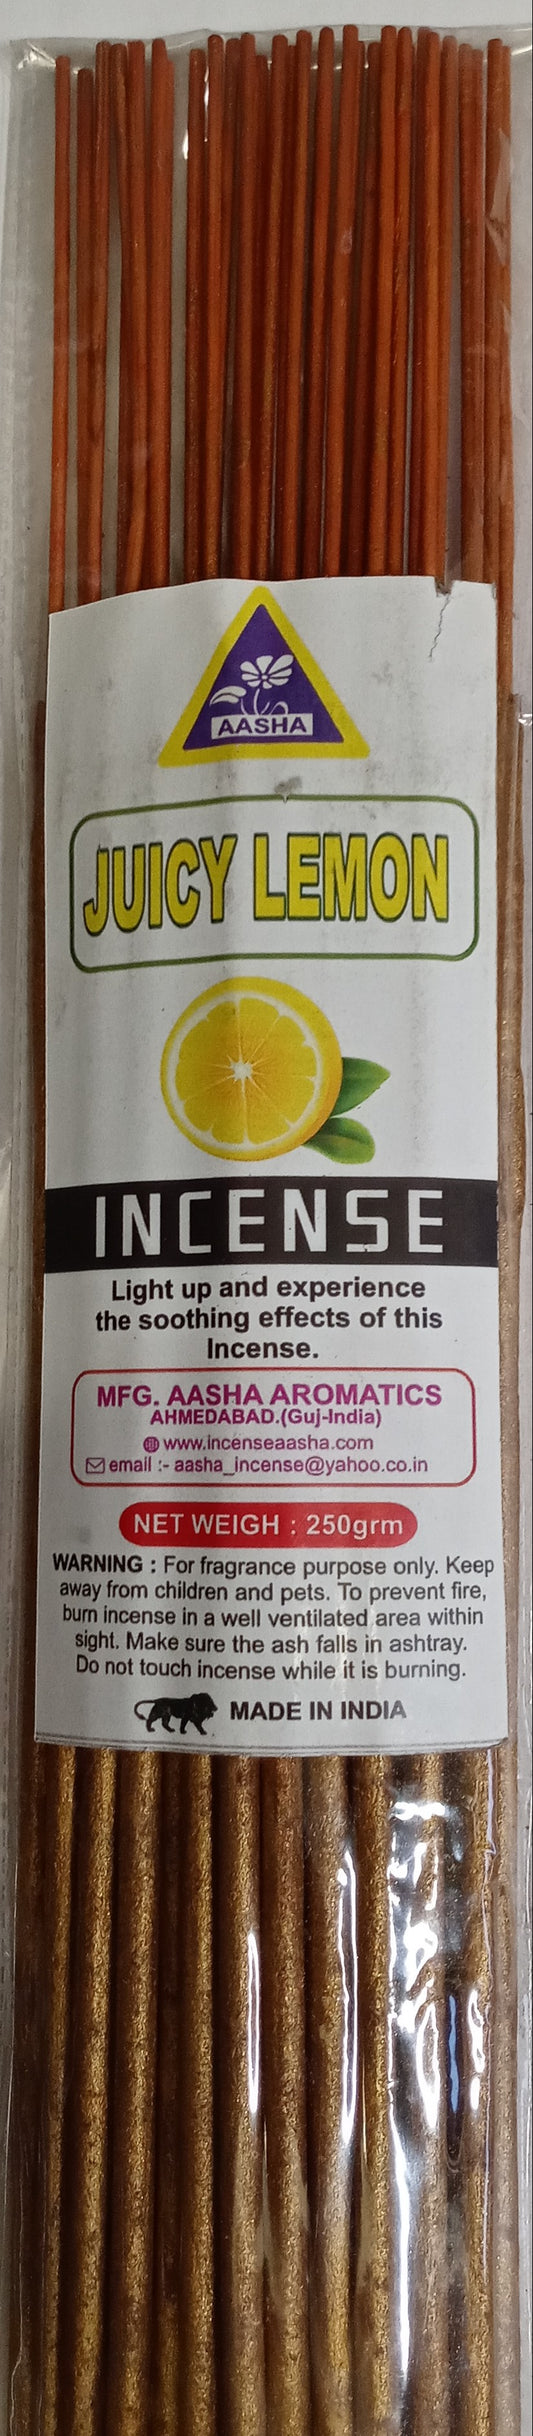 AASHA
JUICY LEMON
INCENSE
Light up and experience
the soothing effects of this
Incense.
MFG. AASHA AROMATICS
AHMEDABAD.(Guj-India)
www.incenseaasha.com
email :- aasha_incense@yahoo.co.in
NET WEIGH : 250grm
WARNING : For fragrance purpose only. Keep
away from children and pets. To prevent fire,
burn incense in a well ventilated area within
sight. Make sure the ash falls in ashtray.
Do not touch incense while it is burning.
MADE IN INDIA